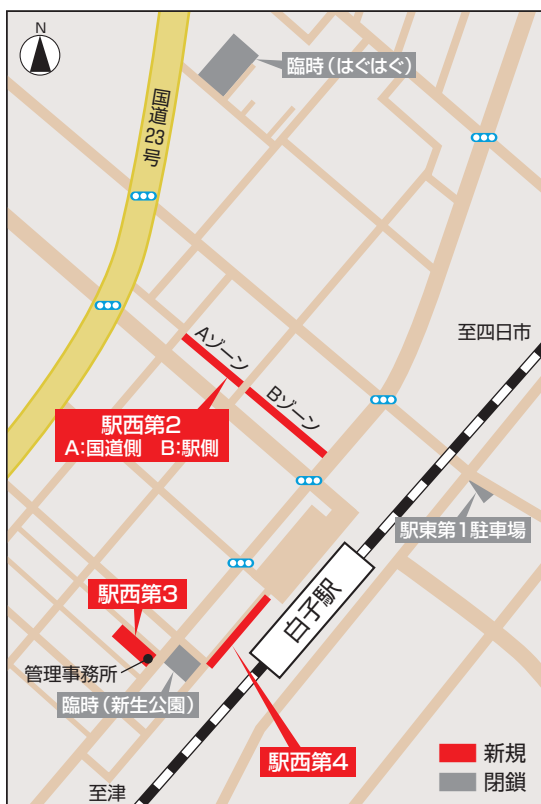 N
臨時（はぐはぐ）
国道23号
至四日市
Aゾーン
Bゾーン
駅西第2
A:国道側　B:駅側
駅東第1駐車場
白子駅
駅西第3
管理事務所
臨時（新生公園）
駅西第4
新規
閉鎖
至津